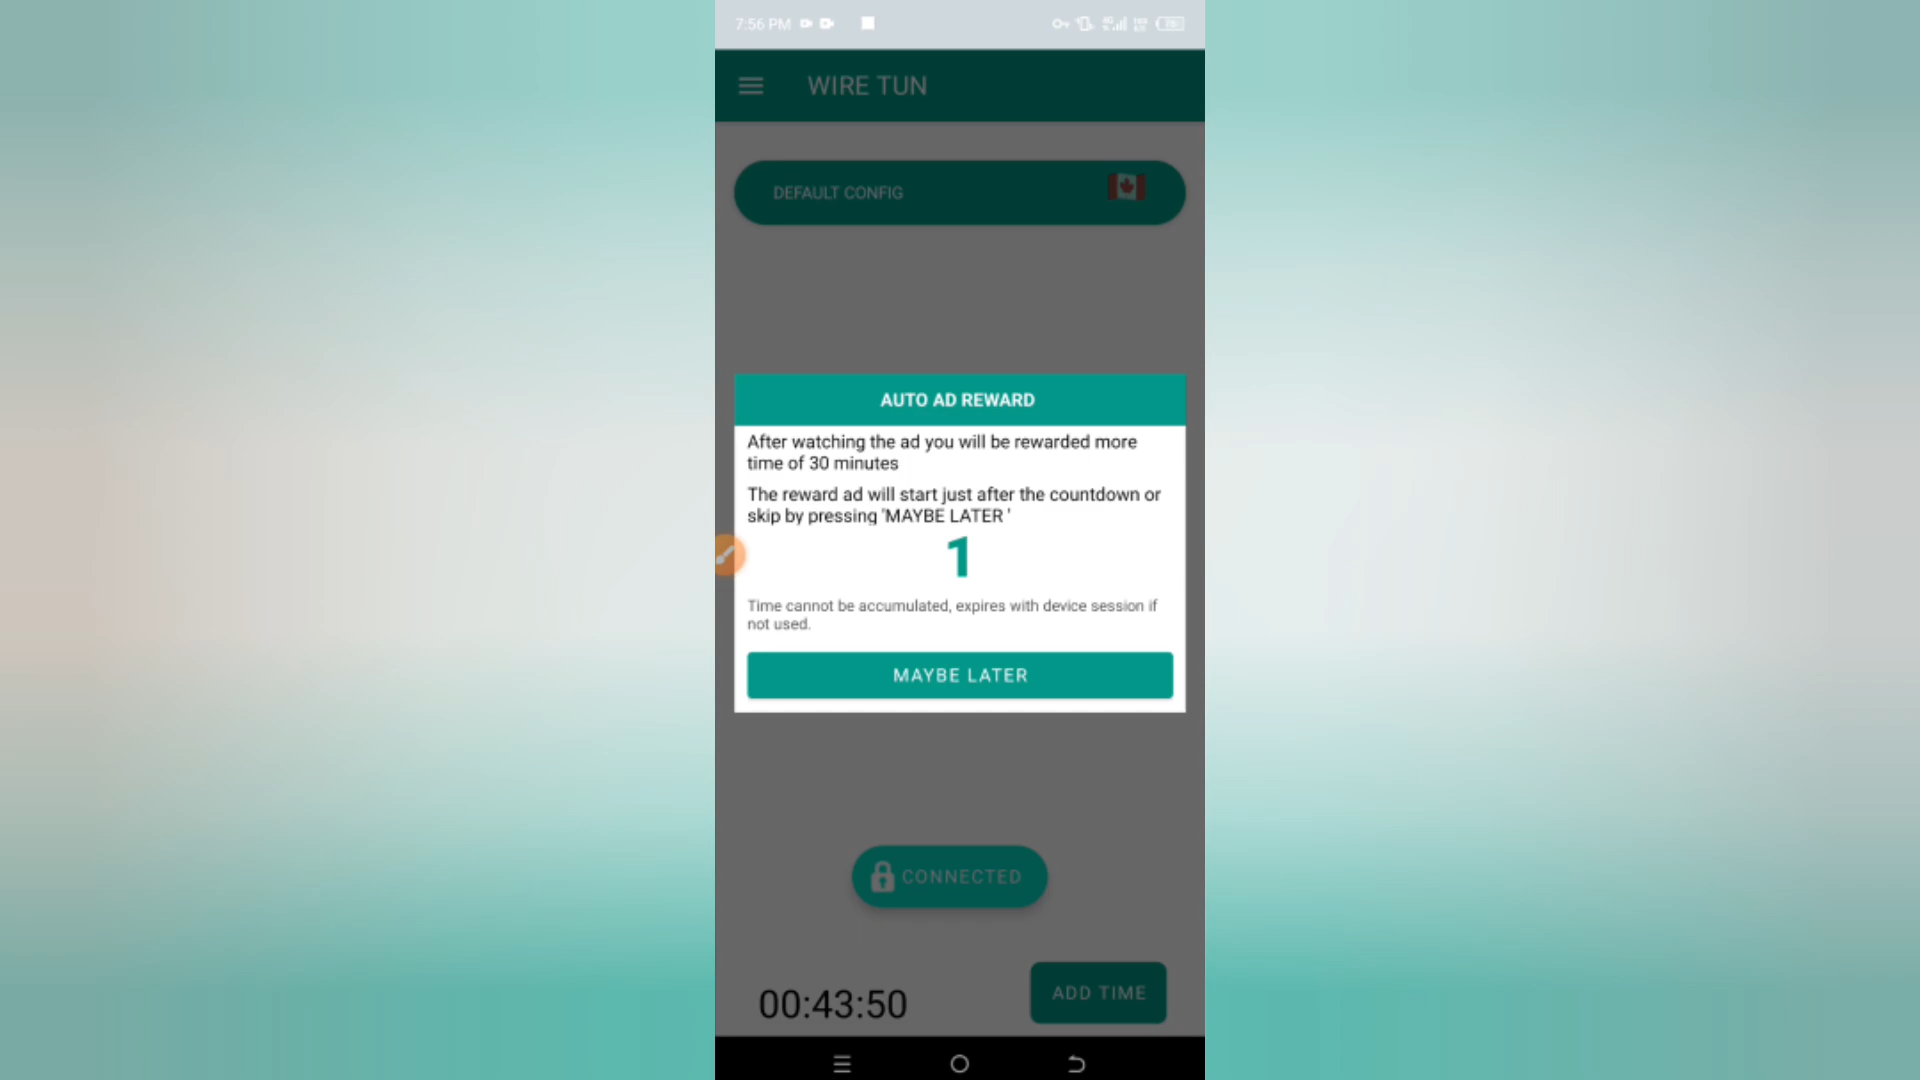 7:56 PM
WIRE TUN
DEFAULT CONFIG
AUTO AD REWARD
After watching the ad you will be rewarded more
time of 30 minutes
The reward ad will start just after the countdown or
skip by pressing 'MAYBE LATER '
1
Time cannot be accumulated, expires with device session if
not used.
MAYBE LATER
CONNECTED
00:43:50
ADD TIME